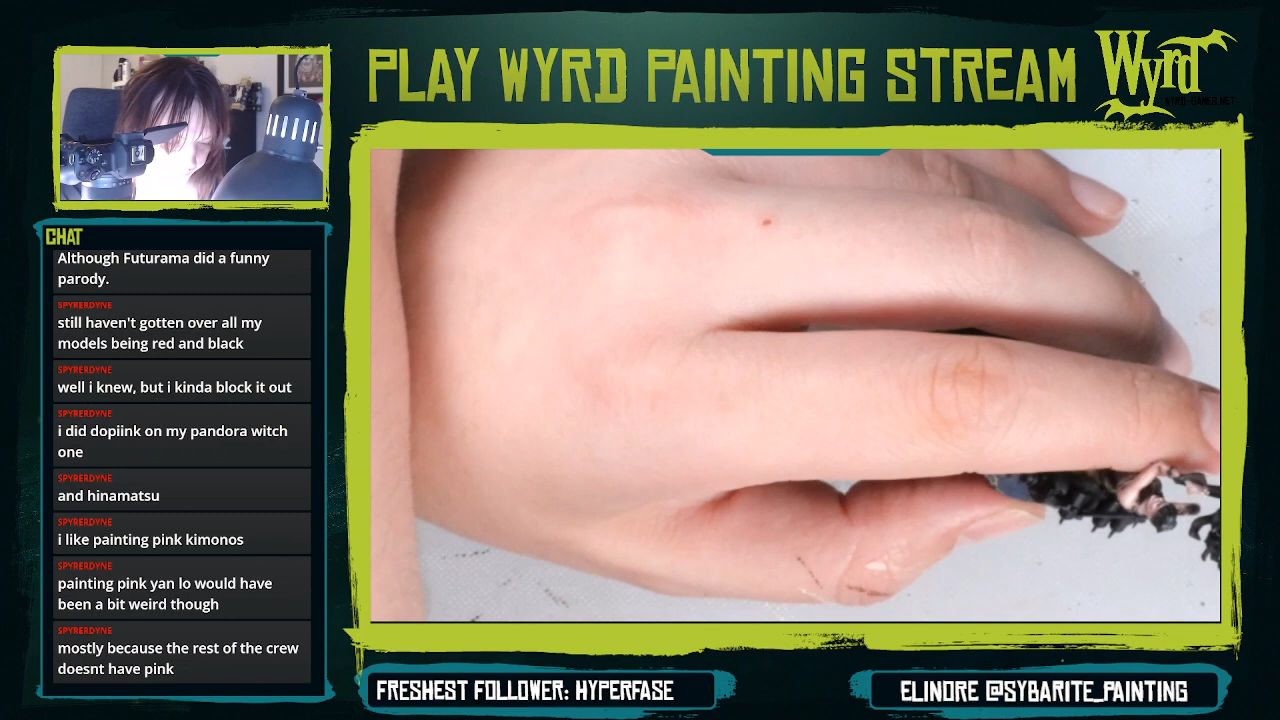 PLAY WYRD PAINTING STREAM
Wyrd
WYRD-GAMES.NET
CHAT
Although Futurama did a funny
parody.
SPYRERDYNE
still haven't gotten over all my
models being red and black
SPYRERDYNE
well i knew, but i kinda block it out
SPYRERDYNE
i did dopiink on my pandora witch
one
SPYRERDYNE
and hinamatsu
SPYRERDYNE
i like painting pink kimonos
SPYRERDYNE
painting pink yan lo would have
been a bit weird though
SPYRERDYNE
mostly because the rest of the crew
doesnt have pink
FRESHEST FOLLOWER: HYPERFASE
ELINORE @SYBARITE_PAINTING